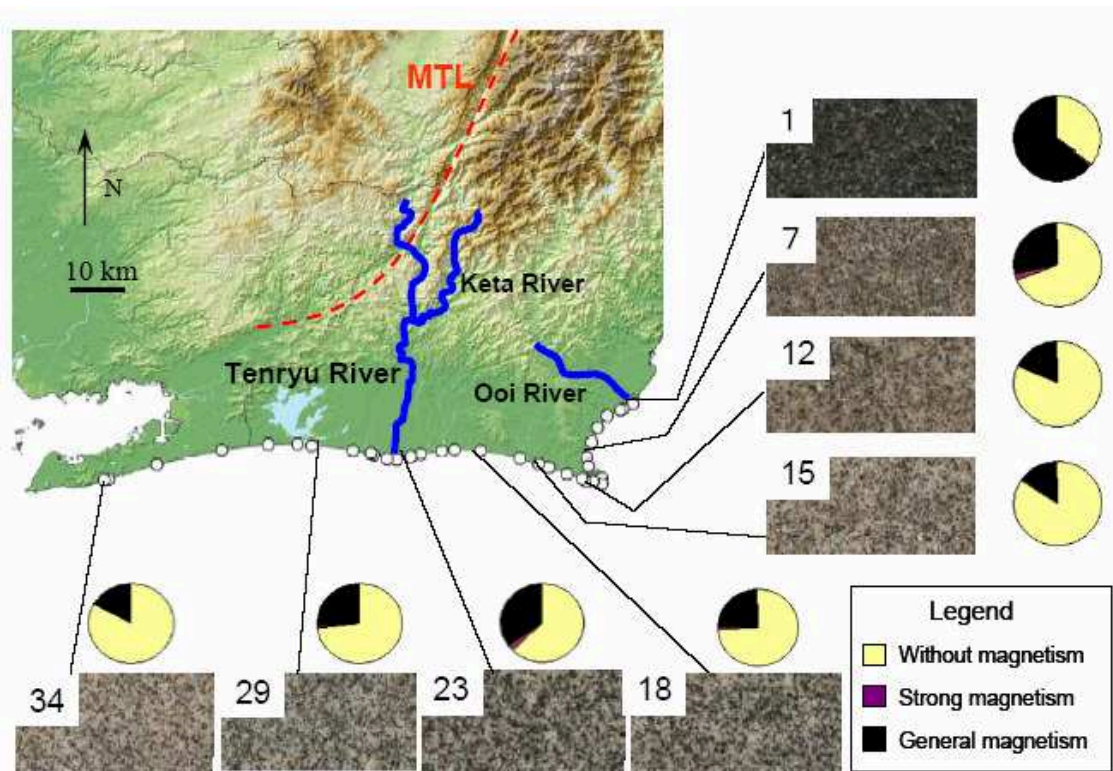 MTL
1
N
7
10 km
Keta River
12
Tenryu River
Ooi River
15
Legend
Without magnetism
34
29
23
18
Strong magnetism
General magnetism